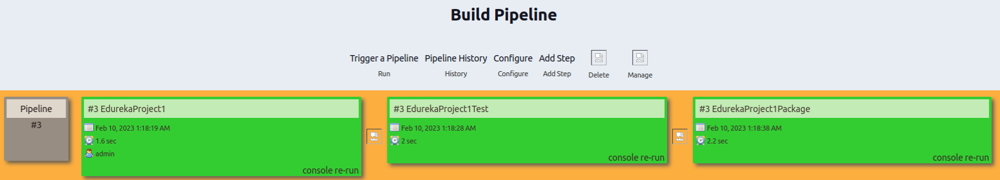 Build Pipeline
Trigger a Pipeline Pipeline History Configure Add Step
Run History Configure Add Step Delete Manage
Pipeline
#3
#3 EdurekaProject1
Feb 10, 2023 1:18:19 AM
1.6 sec
admin
console re-run
#3 EdurekaProject1Test
Feb 10, 2023 1:18:28 AM
2 sec
console re-run
#3 EdurekaProject1Package
Feb 10, 2023 1:18:38 AM
2.2 sec
console re-run